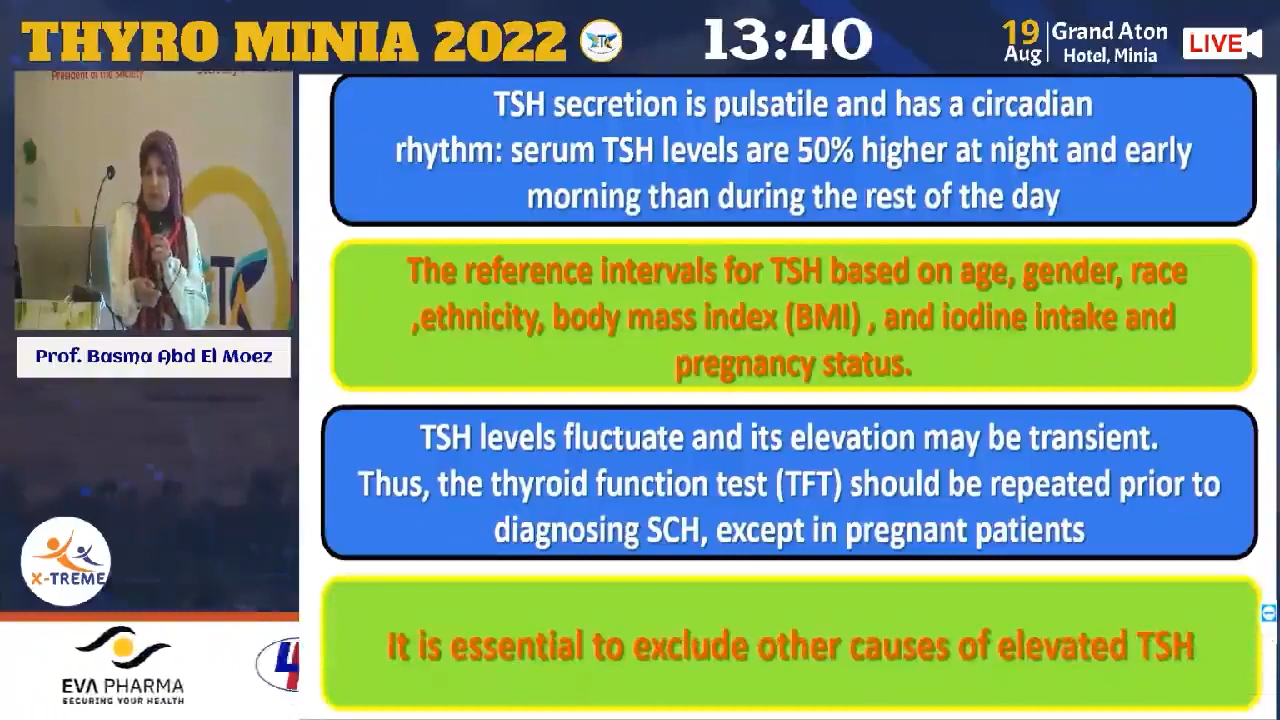 THYRO MINIA 2022
13:40
19 Aug
Grand Aton
Hotel, Minia
LIVE
President of the Society
Prof. Basma Abd El Moez
TSH secretion is pulsatile and has a circadian
rhythm: serum TSH levels are 50% higher at night and early
morning than during the rest of the day
The reference intervals for TSH based on age, gender, race
,ethnicity, body mass index (BMI) , and iodine intake and
pregnancy status.
TSH levels fluctuate and its elevation may be transient.
Thus, the thyroid function test (TFT) should be repeated prior to
diagnosing SCH, except in pregnant patients
It is essential to exclude other causes of elevated TSH
X-TREME
EVA PHARMA
SECURING YOUR HEALTH